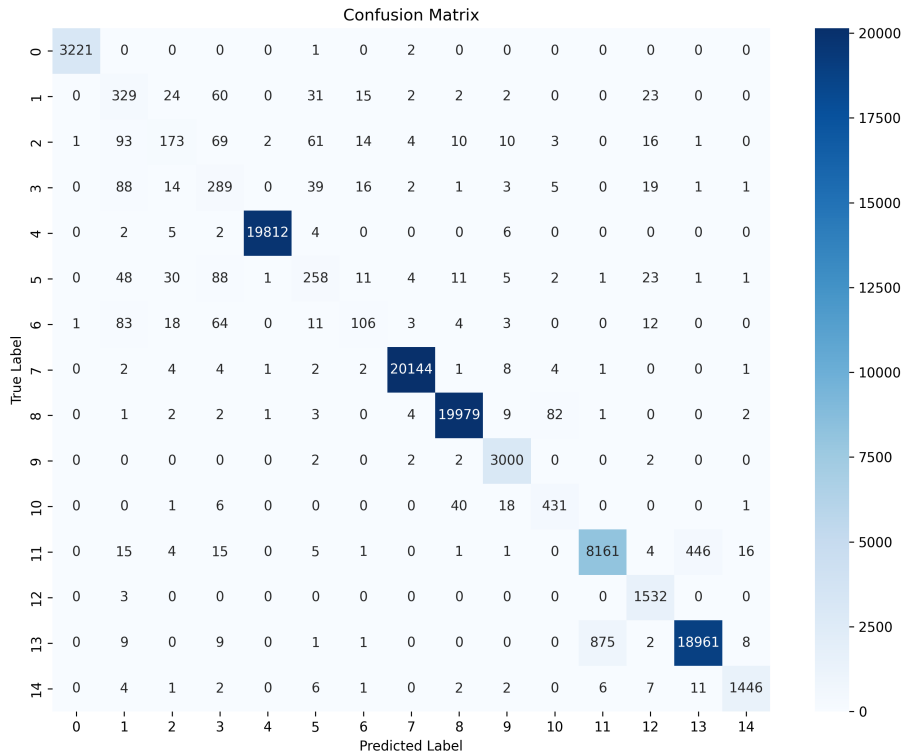 Confusion Matrix
0 3221 0 0 0 0 1 0 2 0 0 0 0 0 0 0
1 0 329 24 60 0 31 15 2 2 2 0 0 23 0 0
2 1 93 173 69 2 61 14 4 10 10 3 0 16 1 0
3 0 88 14 289 0 39 16 2 1 3 5 0 19 1 1
4 0 2 5 2 19812 4 0 0 0 6 0 0 0 0 0
5 0 48 30 88 1 258 11 4 11 5 2 1 23 1 1
6 1 83 18 64 0 11 106 3 4 3 0 0 12 0 0
7 0 2 4 4 1 2 2 20144 1 8 4 1 0 0 1
8 0 1 2 2 1 3 0 4 19979 9 82 1 0 0 2
9 0 0 0 0 0 2 0 2 2 3000 0 0 2 0 0
10 0 0 1 6 0 0 0 0 40 18 431 0 0 0 1
11 0 15 4 15 0 5 1 0 1 1 0 8161 4 446 16
12 0 3 0 0 0 0 0 0 0 0 0 0 1532 0 0
13 0 9 0 9 0 1 1 0 0 0 0 875 2 18961 8
14 0 4 1 2 0 6 1 0 2 2 0 6 7 11 1446
0 1 2 3 4 5 6 7 8 9 10 11 12 13 14
True Label
Predicted Label
20000
17500
15000
12500
10000
7500
5000
2500
0